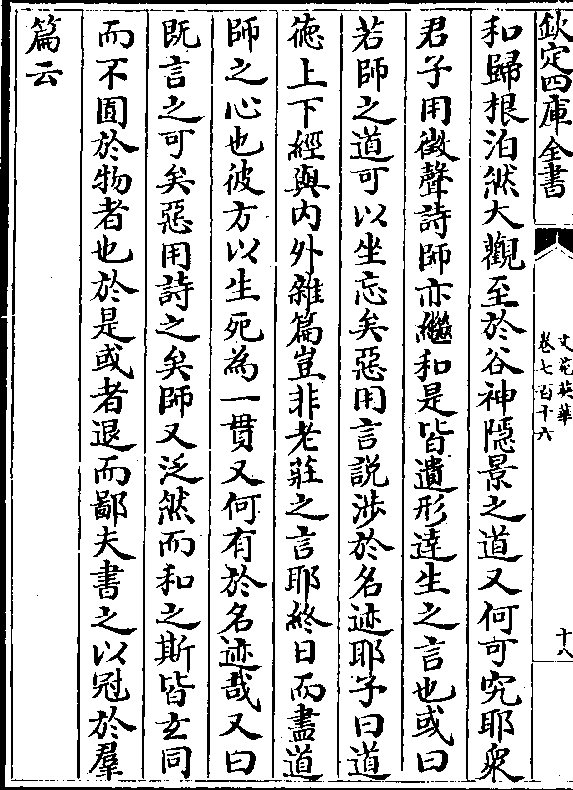 欽定四庫全書
文苑英華
卷七百十六
十八
和歸根泊然大觀至於谷神隠景之道又何可究耶衆
君子用徴聲詩師亦繼和是皆遺形達生之言也或曰
若師之道可以坐忘矣惡用言説涉於名迹耶予曰道
徳上下經與内外雜篇豈非老莊之言耶終日而盡道
師之心也彼方以生死為一貫又何有於名迹哉又曰
既言之可矣惡用詩之矣師又泛然而和之斯皆𤣥同
而不囿於物者也於是或者退而鄙夫書之以冠於羣
篇云